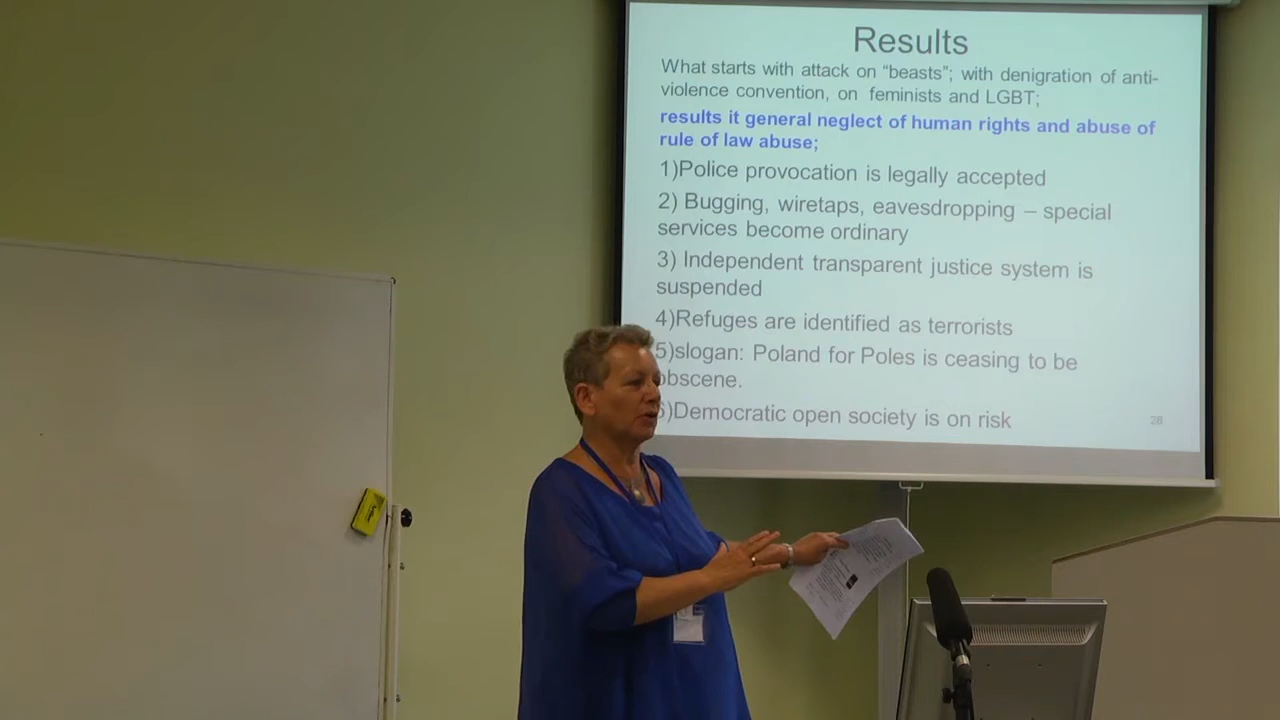 Results
What starts with attack on “beasts”; with denigration of anti-
violence convention, on feminists and LGBT;
results it general neglect of human rights and abuse of
rule of law abuse;
1)Police provocation is legally accepted
2) Bugging, wiretaps, eavesdropping – special
services become ordinary
3) Independent transparent justice system is
suspended
4)Refuges are identified as terrorists
5)slogan: Poland for Poles is ceasing to be
obscene.
6)Democratic open society is on risk
28